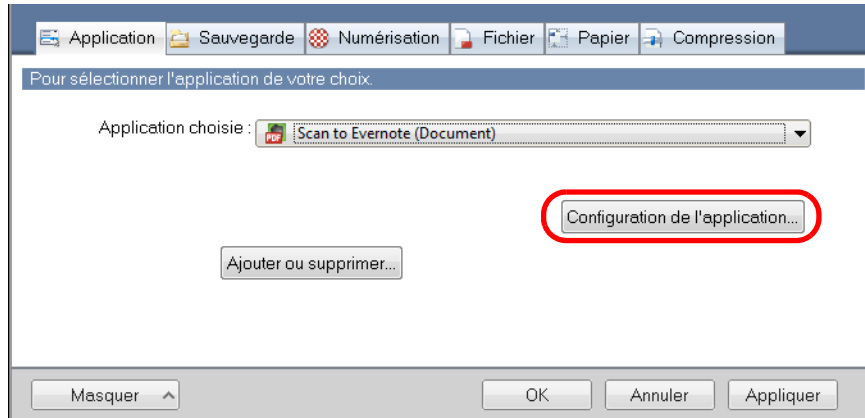 Application Sauvegarde Numérisation Fichier Papier Compression
Pour sélectionner l'application de votre choix.
Application choisie : PDF Scan to Evernote (Document)
Configuration de l'application...
Ajouter ou supprimer...
Masquer OK Annuler Appliquer